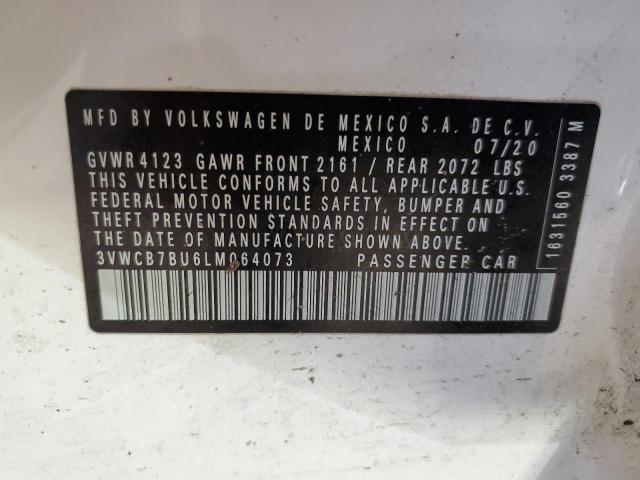 MFD BY VOLKSWAGEN DE MEXICO S.A. DE C.V.
MEXICO 07/20
GVWR 4123 GAWR FRONT 2161 / REAR 2072 LBS
THIS VEHICLE CONFORMS TO ALL APPLICABLE U.S.
FEDERAL MOTOR VEHICLE SAFETY, BUMPER AND
THEFT PREVENTION STANDARDS IN EFFECT ON
THE DATE OF MANUFACTURE SHOWN ABOVE.
3VWCB7BU6LM064073 PASSENGER CAR
1631560 3387 M